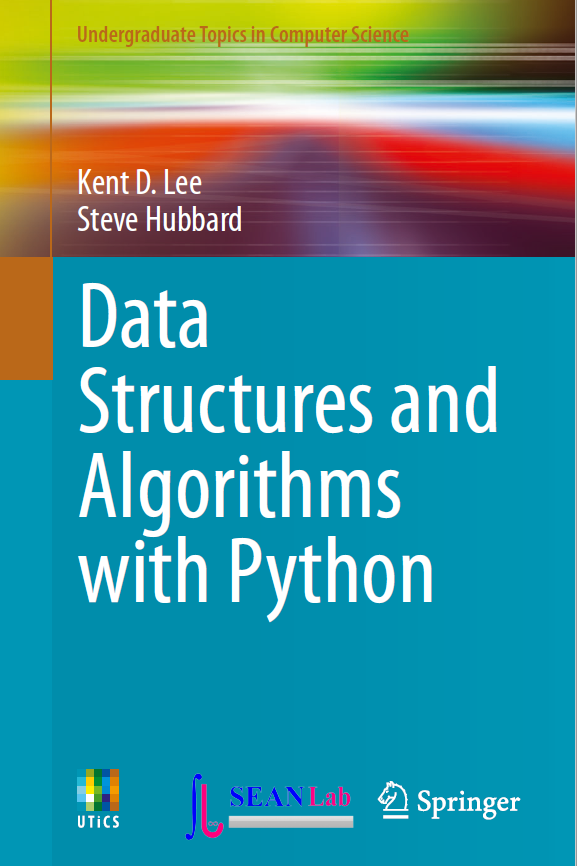 Undergraduate Topics in Computer Science
Kent D. Lee
Steve Hubbard
Data
Structures and
Algorithms
with Python
UTiCS
SEAN Lab
Springer